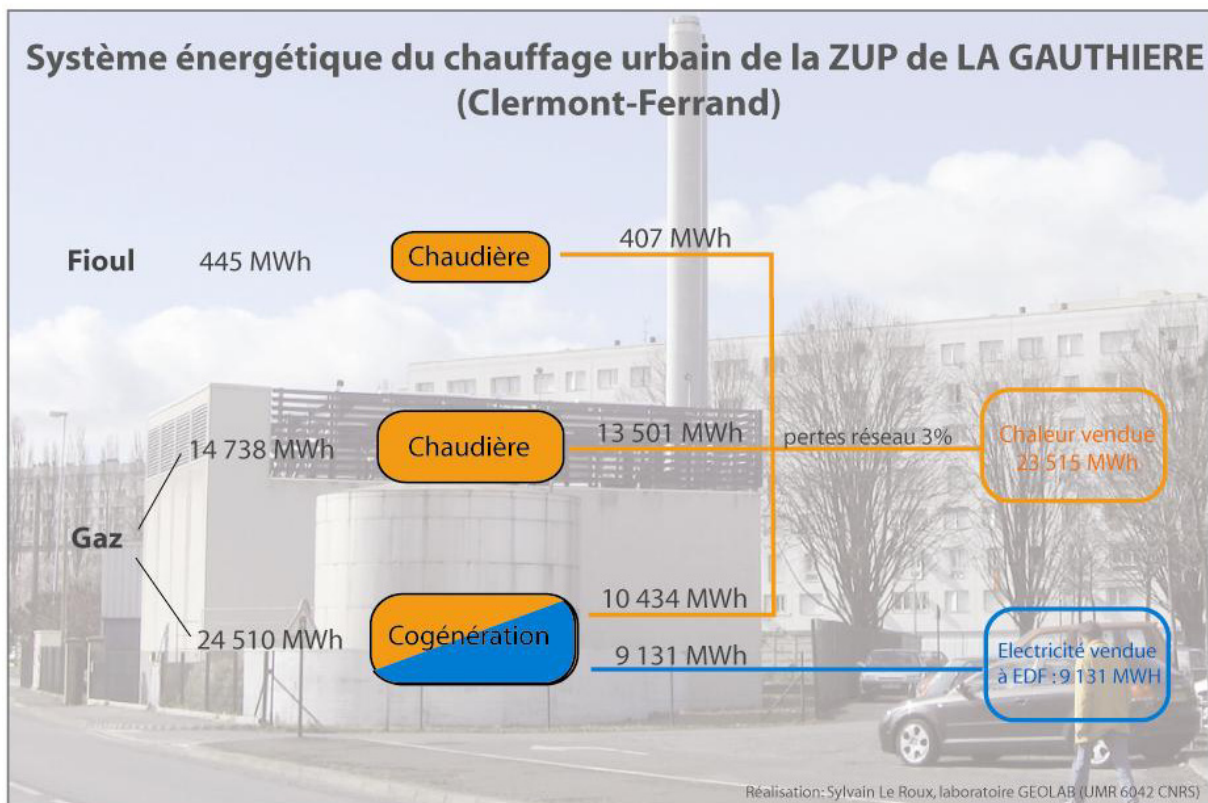 Système énergétique du chauffage urbain de la ZUP de LA GAUTHIERE
(Clermont-Ferrand)
Fioul
445 MWh
Chaudière
407 MWh
14 738 MWh
Chaudière
13 501 MWh
pertes réseau 3%
Chaleur vendue
23 515 MWh
Gaz
24 510 MWh
Cogénération
10 434 MWh
9 131 MWh
Electricité vendue
à EDF : 9 131 MWH
Réalisation: Sylvain Le Roux, laboratoire GEOLAB (UMR 6042 CNRS)